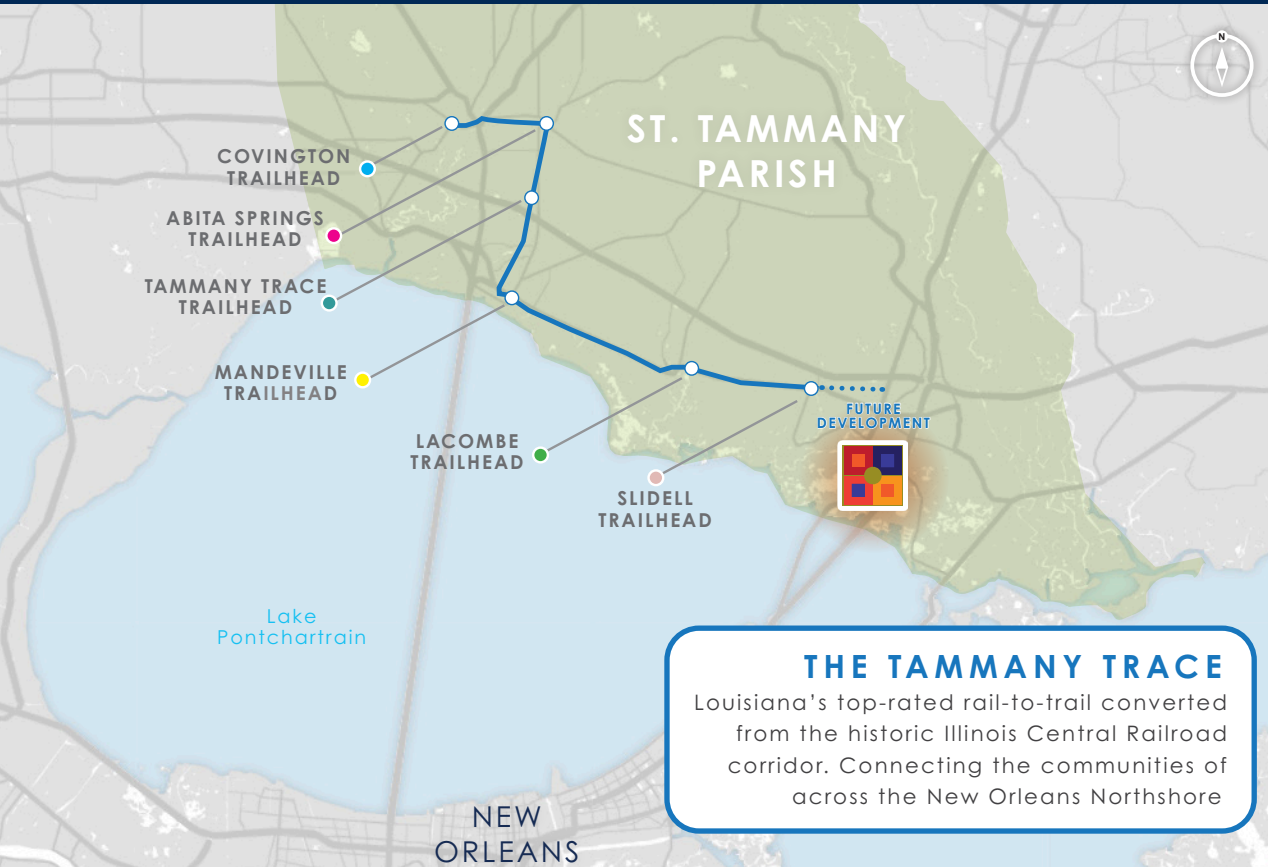 N
ST. TAMMANY
PARISH
COVINGTON
TRAILHEAD
ABITA SPRINGS
TRAILHEAD
TAMMANY TRACE
TRAILHEAD
MANDEVILLE
TRAILHEAD
LACOMBE
TRAILHEAD
SLIDELL
TRAILHEAD
FUTURE
DEVELOPMENT
Lake
Pontchartrain
THE TAMMANY TRACE
Louisiana’s top-rated rail-to-trail converted
from the historic Illinois Central Railroad
corridor. Connecting the communities of
across the New Orleans Northshore
NEW
ORLEANS